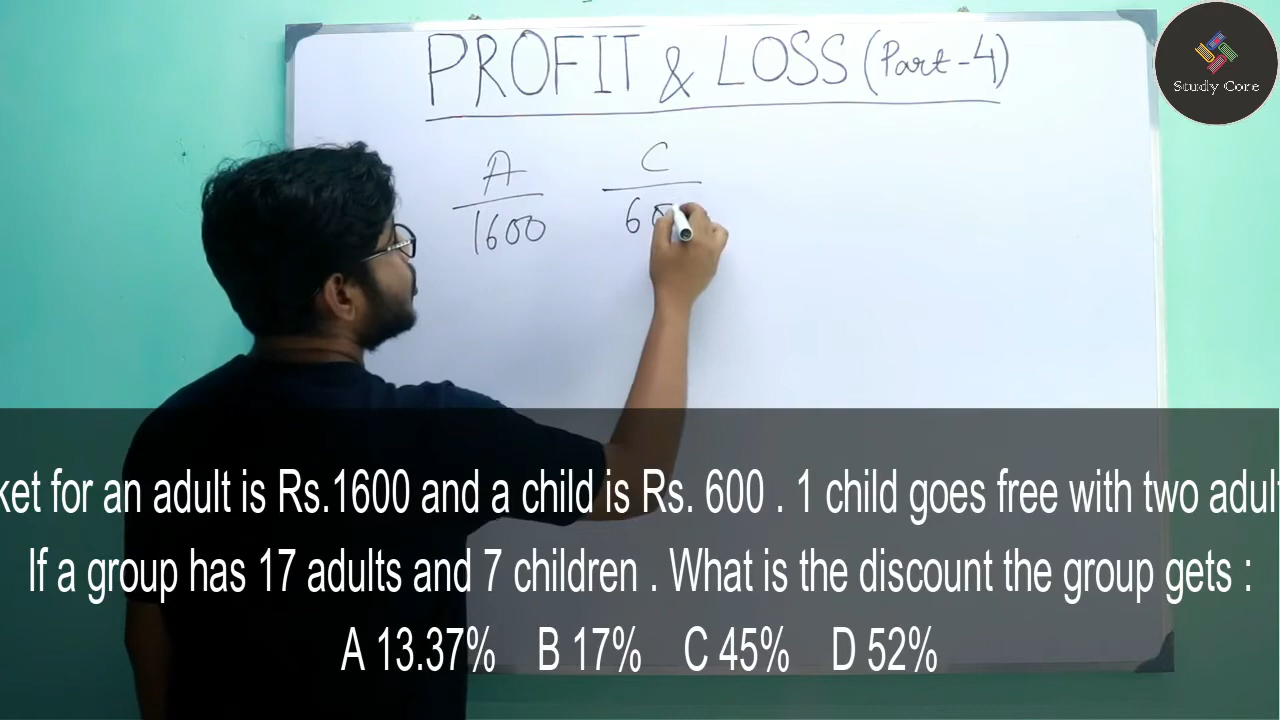 PROFIT & LOSS (Part-4)
Study Core
A C
1600 60
ket for an adult is Rs.1600 and a child is Rs. 600 . 1 child goes free with two adul
If a group has 17 adults and 7 children . What is the discount the group gets :
A 13.37% B 17% C 45% D 52%